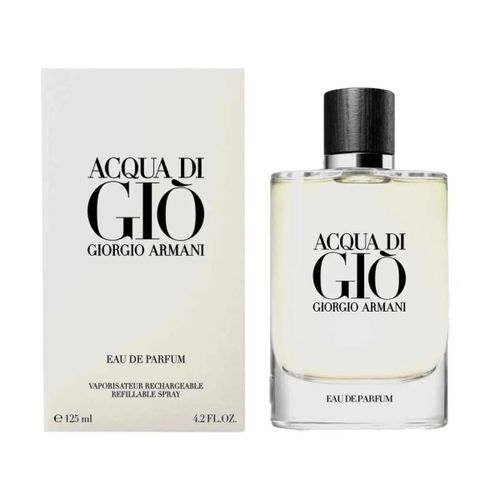 ACQUA DI
GIÒ
GIORGIO ARMANI
EAU DE PARFUM
VAPORISATEUR RECHARGEABLE
REFILLABLE SPRAY
℮ 125 ml 4.2 FL.OZ.
ACQUA DI
GIÒ
GIORGIO ARMANI
EAU DE PARFUM